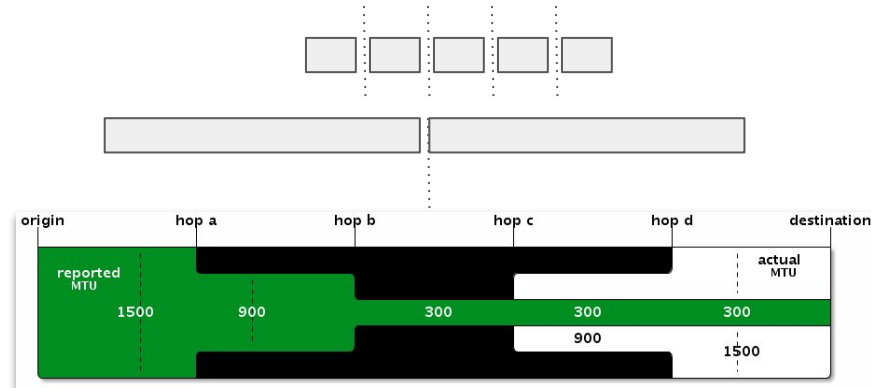 origin hop a hop b hop c hop d destination
reported
MTU
actual
MTU
1500 900 300 300 300
900
1500